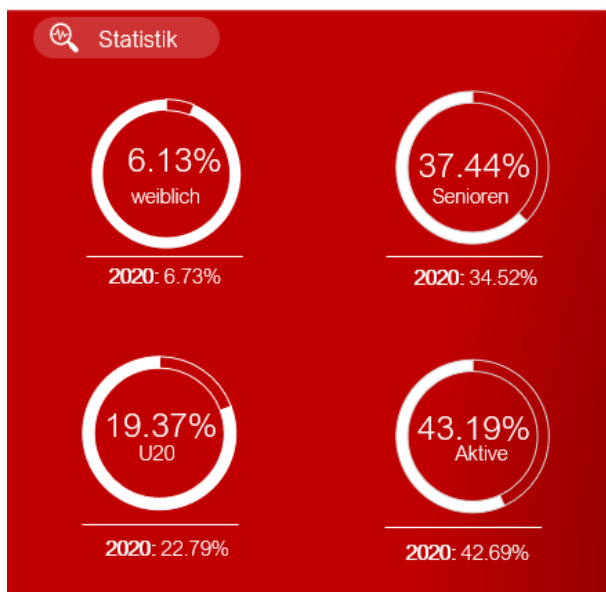 Statistik
6.13%
weiblich
2020: 6.73%
37.44%
Senioren
2020: 34.52%
19.37%
U20
2020: 22.79%
43.19%
Aktive
2020: 42.69%